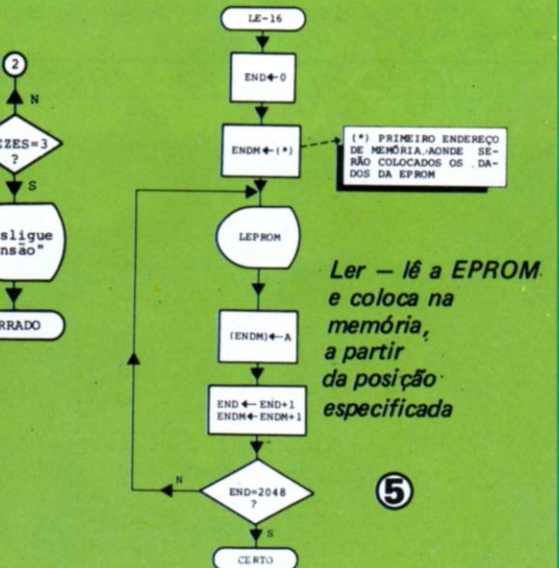 2
N
EZES=3
?
S
sligue
nsão"
RRADO
LE-16
END←0
ENDM←(*)
(*) PRIMEIRO ENDEREÇO
DE MEMÓRIA, AONDE SE-
RÃO COLOCADOS OS DA-
DOS DA EPROM
LEPROM
Ler — lê a EPROM
e coloca na
memória,
a partir
da posição
especificada
(ENDM)←A
END ← END+1
ENDM← ENDM+1
N
END=2048
?
S
CERTO
5